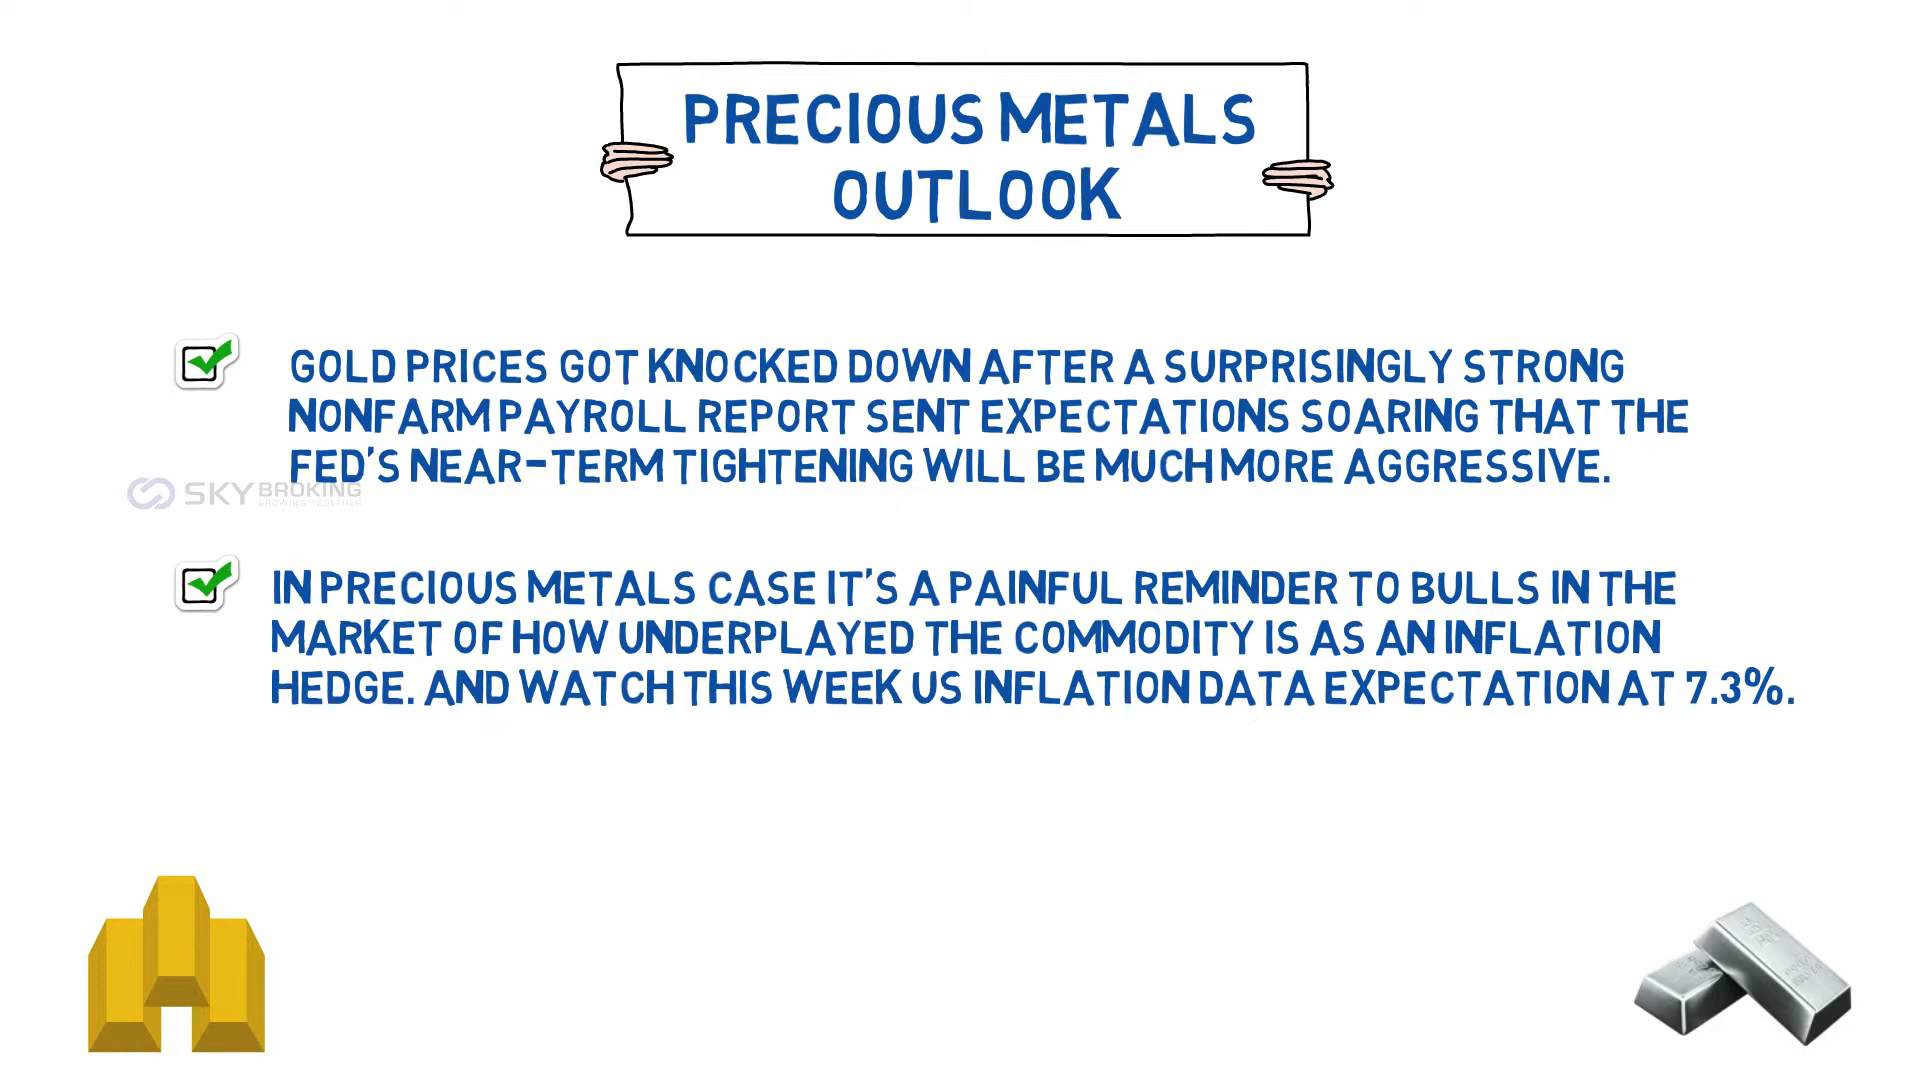 PRECIOUS METALS
OUTLOOK
GOLD PRICES GOT KNOCKED DOWN AFTER A SURPRISINGLY STRONG
NONFARM PAYROLL REPORT SENT EXPECTATIONS SOARING THAT THE
FED'S NEAR-TERM TIGHTENING WILL BE MUCH MORE AGGRESSIVE.
SKY BROKING
GROWING TOGETHER
IN PRECIOUS METALS CASE IT'S A PAINFUL REMINDER TO BULLS IN THE
MARKET OF HOW UNDERPLAYED THE COMMODITY IS AS AN INFLATION
HEDGE. AND WATCH THIS WEEK US INFLATION DATA EXPECTATION AT 7.3%.